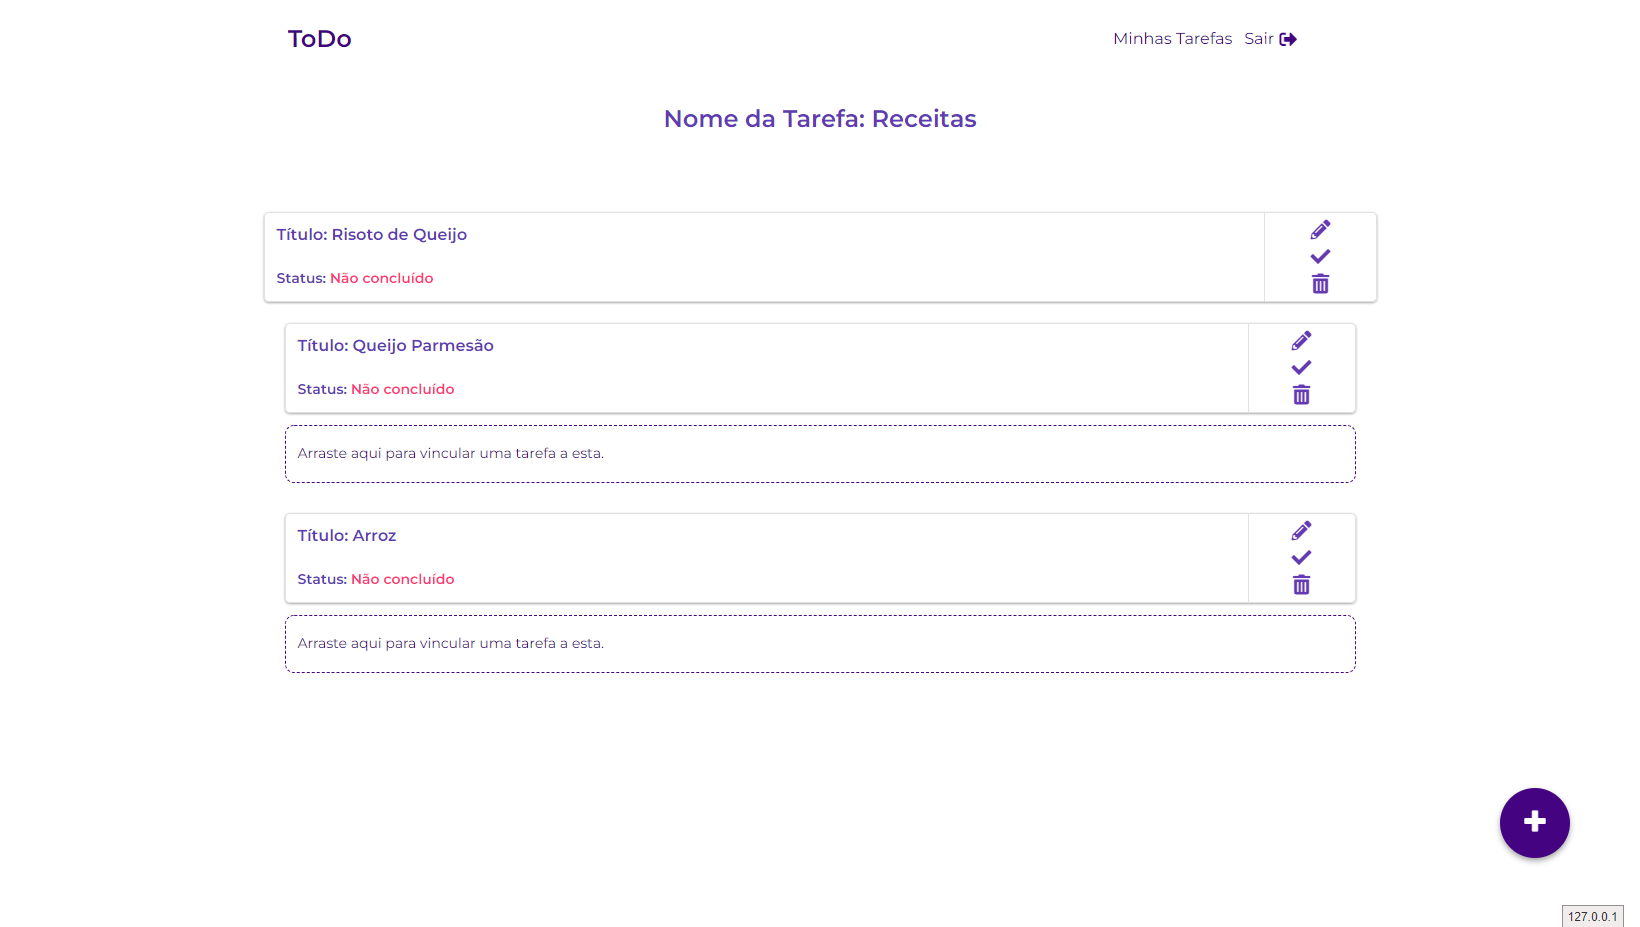 ToDo
Minhas Tarefas Sair
Nome da Tarefa: Receitas
Título: Risoto de Queijo
Status: Não concluído
Título: Queijo Parmesão
Status: Não concluído
Arraste aqui para vincular uma tarefa a esta.
Título: Arroz
Status: Não concluído
Arraste aqui para vincular uma tarefa a esta.
127.0.0.1